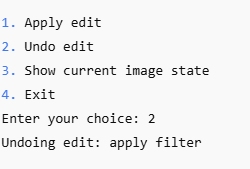 1. Apply edit
2. Undo edit
3. Show current image state
4. Exit
Enter your choice: 2
Undoing edit: apply filter